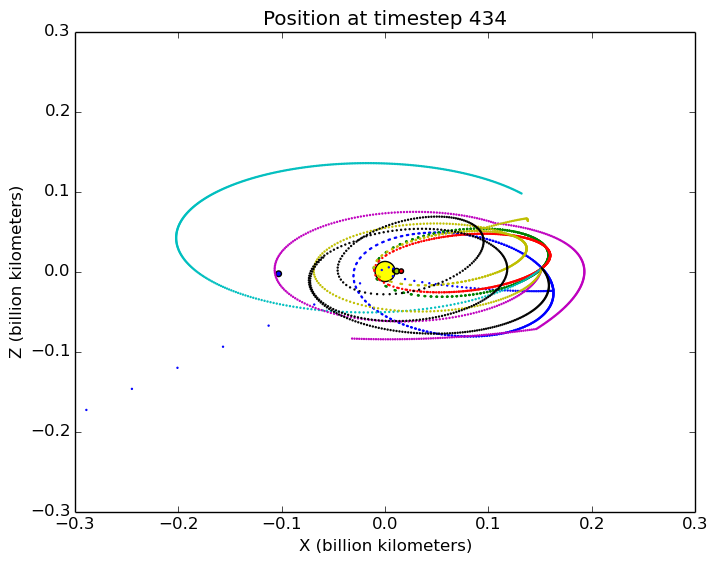 Position at timestep 434
0.3
0.2
0.1
0.0
−0.1
−0.2
−0.3
Z (billion kilometers)
−0.3 −0.2 −0.1 0.0 0.1 0.2 0.3
X (billion kilometers)